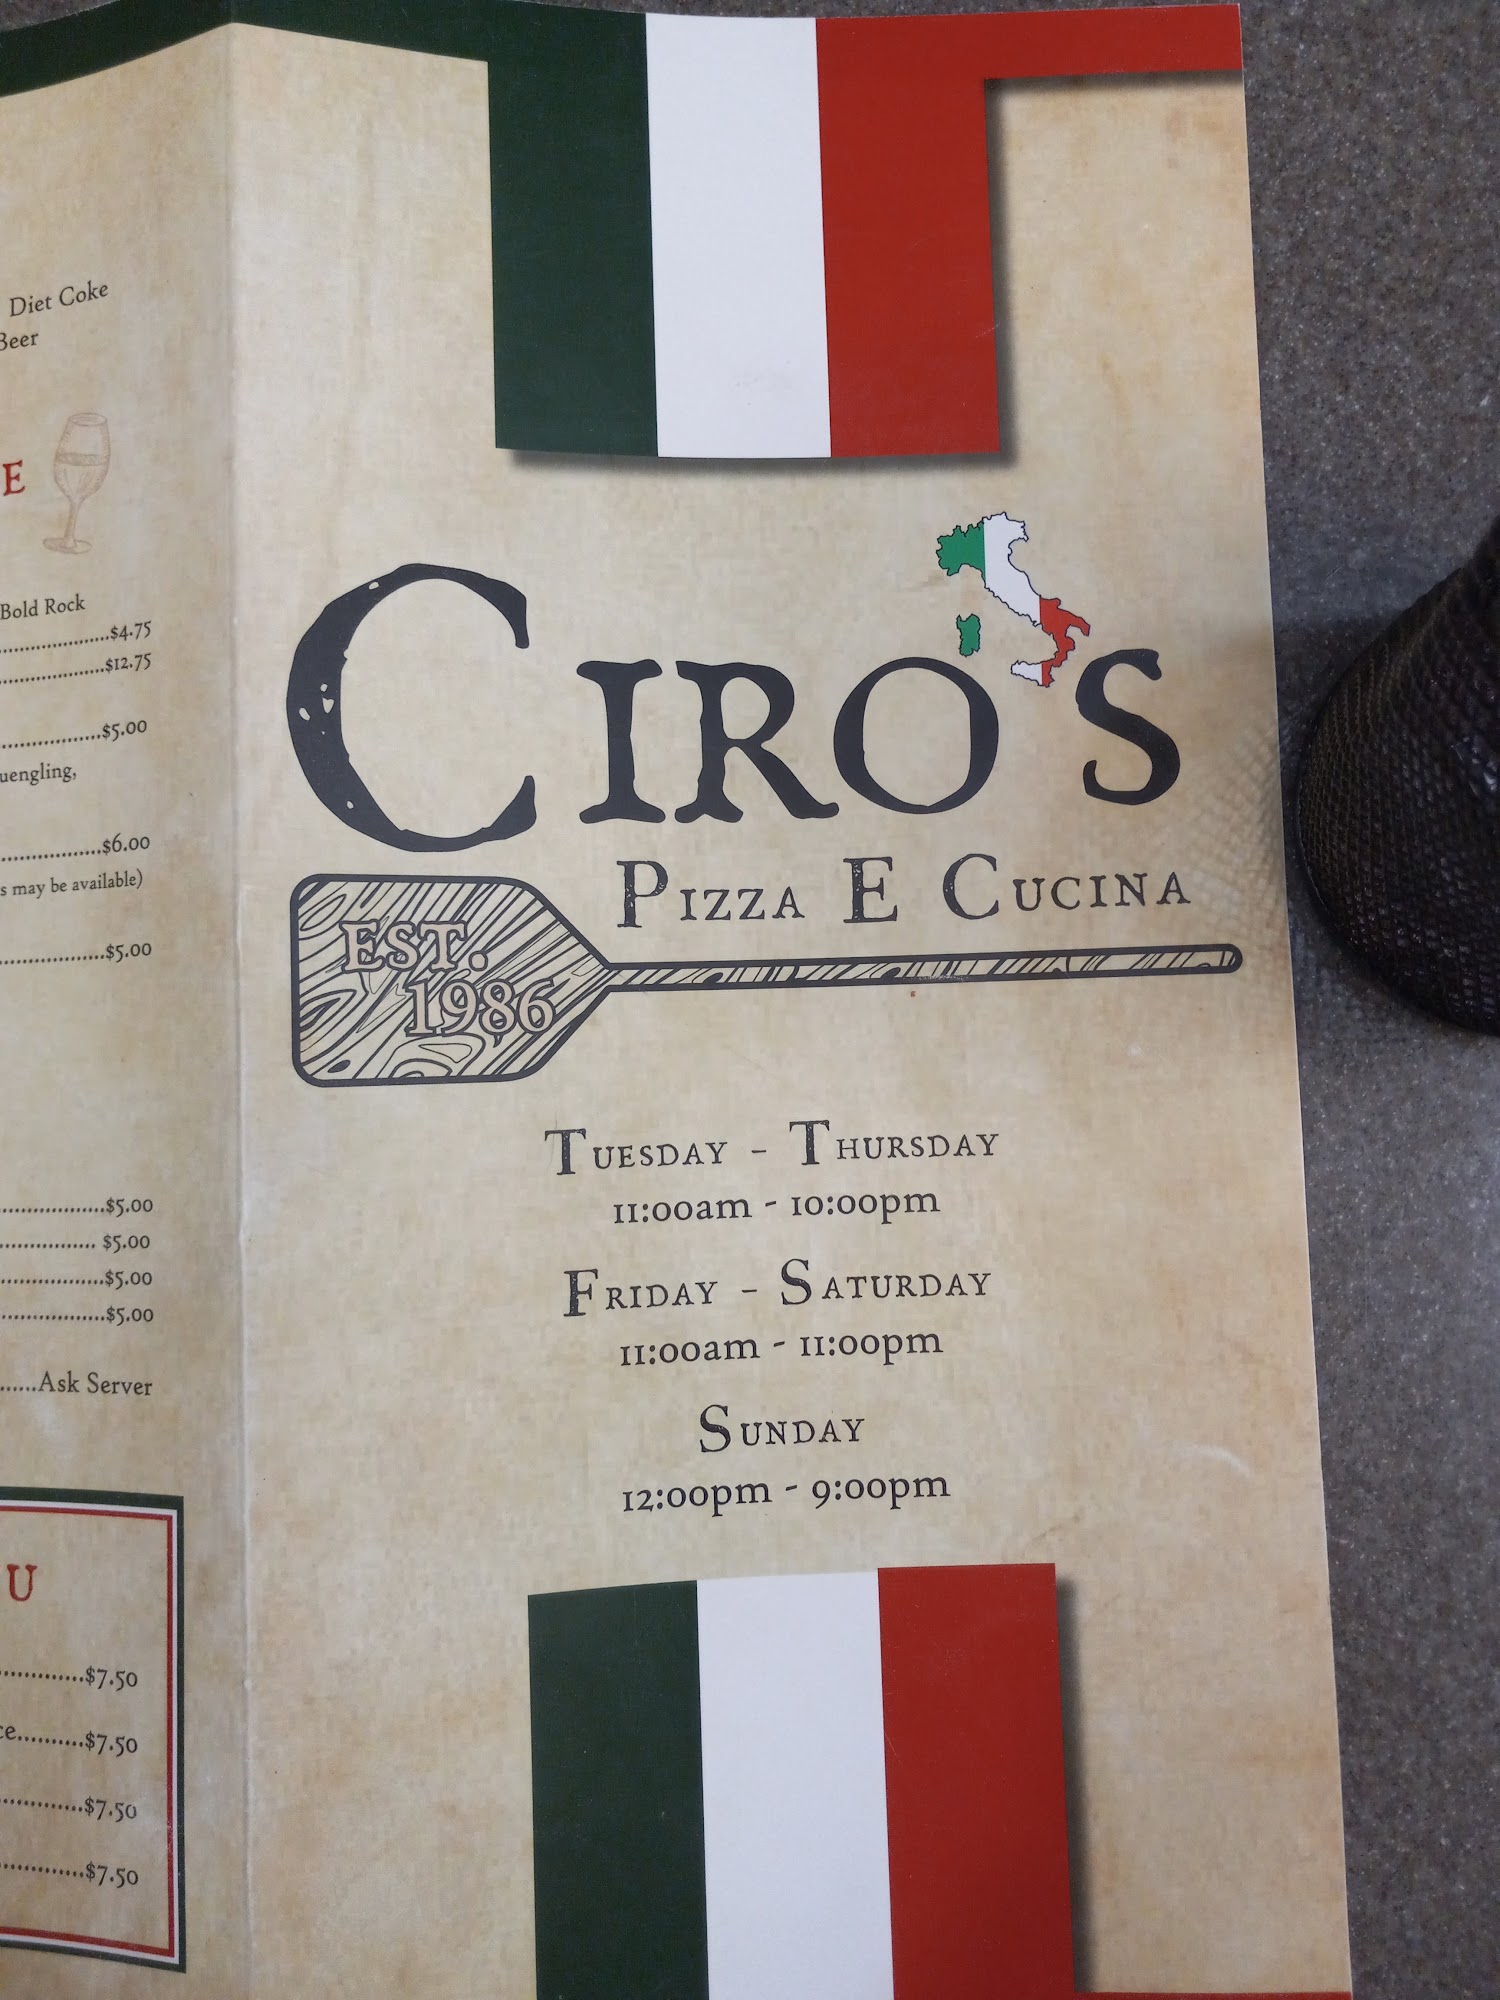 Diet Coke
Beer
E
Bold Rock
$4.75
$12.75
$5.00
uengling,
$6.00
s may be available)
$5.00
$5.00
$5.00
$5.00
$5.00
Ask Server
U
$7.50
ce..........$7.50
$7.50
$7.50
CIRO'S
PIZZA E CUCINA
EST.
1986
TUESDAY - THURSDAY
11:00am - 10:00pm
FRIDAY - SATURDAY
11:00am - 11:00pm
SUNDAY
12:00pm - 9:00pm